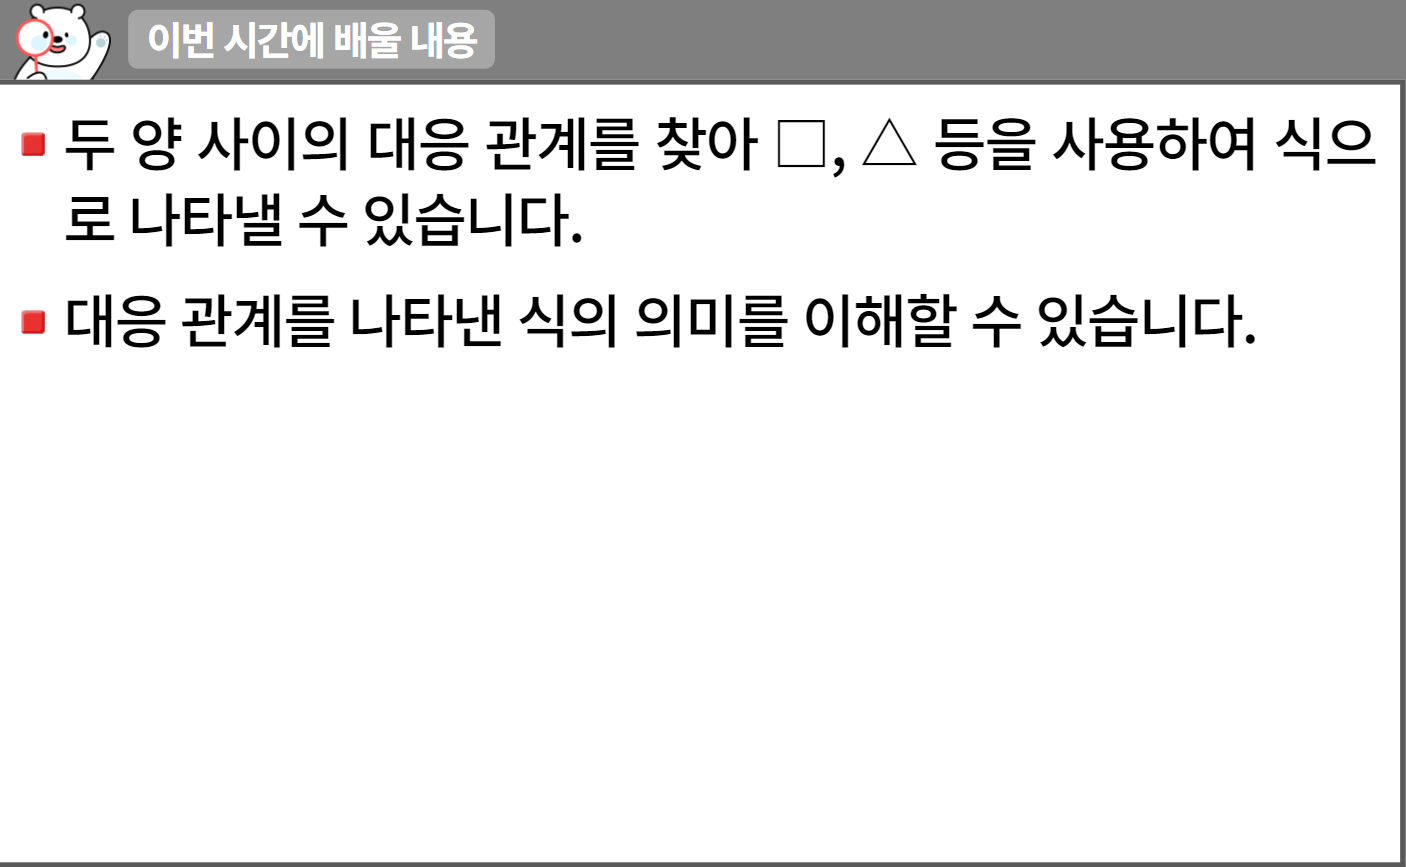 이번 시간에 배울 내용
두 양 사이의 대응 관계를 찾아 □, △ 등을 사용하여 식으
로 나타낼 수 있습니다.
대응 관계를 나타낸 식의 의미를 이해할 수 있습니다.